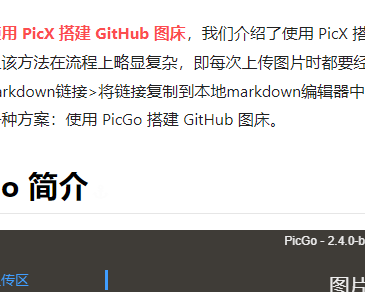 用 PicX 搭建 GitHub 图床，我们介绍了使用 PicX 搭
该方法在流程上略显复杂，即每次上传图片时都要经
arkdown链接>将链接复制到本地markdown编辑器中
种方案：使用 PicGo 搭建 GitHub 图床。
o 简介
PicGo - 2.4.0-b
传区
图片